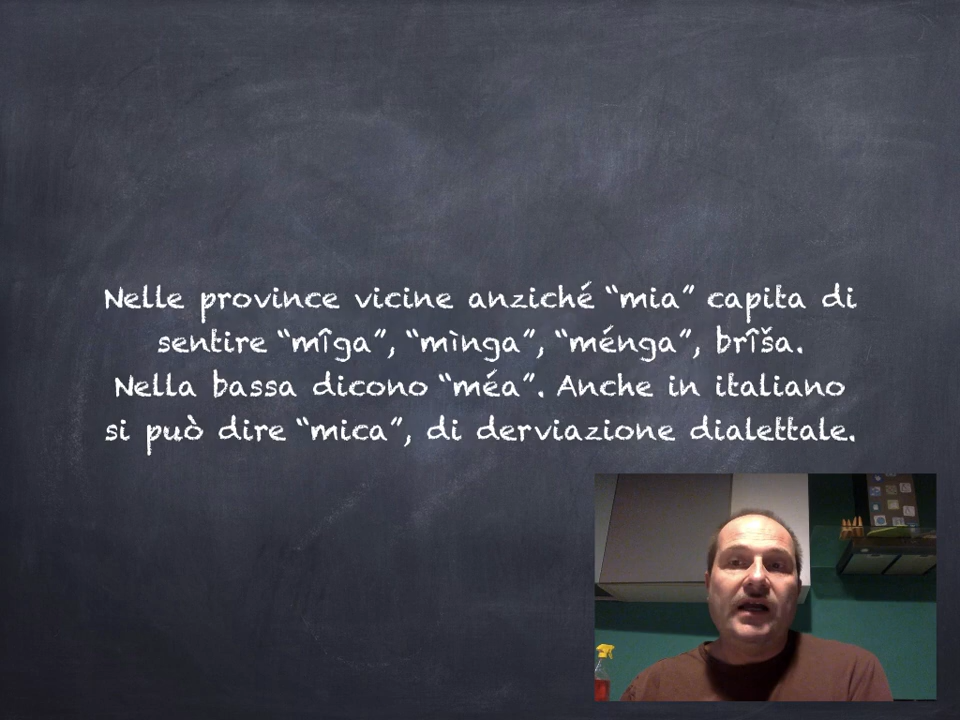 Nelle province vicine anziché “mia” capita di
sentire “mîga”, “mìnga”, “ménga”, brîša.
Nella bassa dicono “méa”. Anche in italiano
si può dire “mica”, di derviazione dialettale.